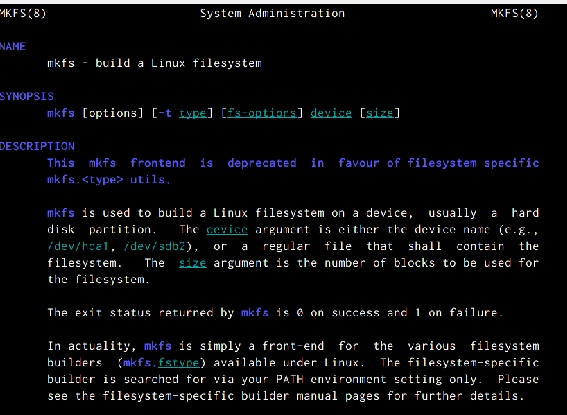 MKFS(8) System Administration MKFS(8)
NAME
mkfs - build a Linux filesystem
SYNOPSIS
mkfs [options] [-t type] [fs-options] device [size]
DESCRIPTION
This mkfs frontend is deprecated in favour of filesystem specific
mkfs.<type> utils.
mkfs is used to build a Linux filesystem on a device, usually a hard
disk partition. The device argument is either the device name (e.g.,
/dev/hda1, /dev/sdb2), or a regular file that shall contain the
filesystem. The size argument is the number of blocks to be used for
the filesystem.
The exit status returned by mkfs is 0 on success and 1 on failure.
In actuality, mkfs is simply a front-end for the various filesystem
builders (mkfs.fstype) available under Linux. The filesystem-specific
builder is searched for via your PATH environment setting only. Please
see the filesystem-specific builder manual pages for further details.